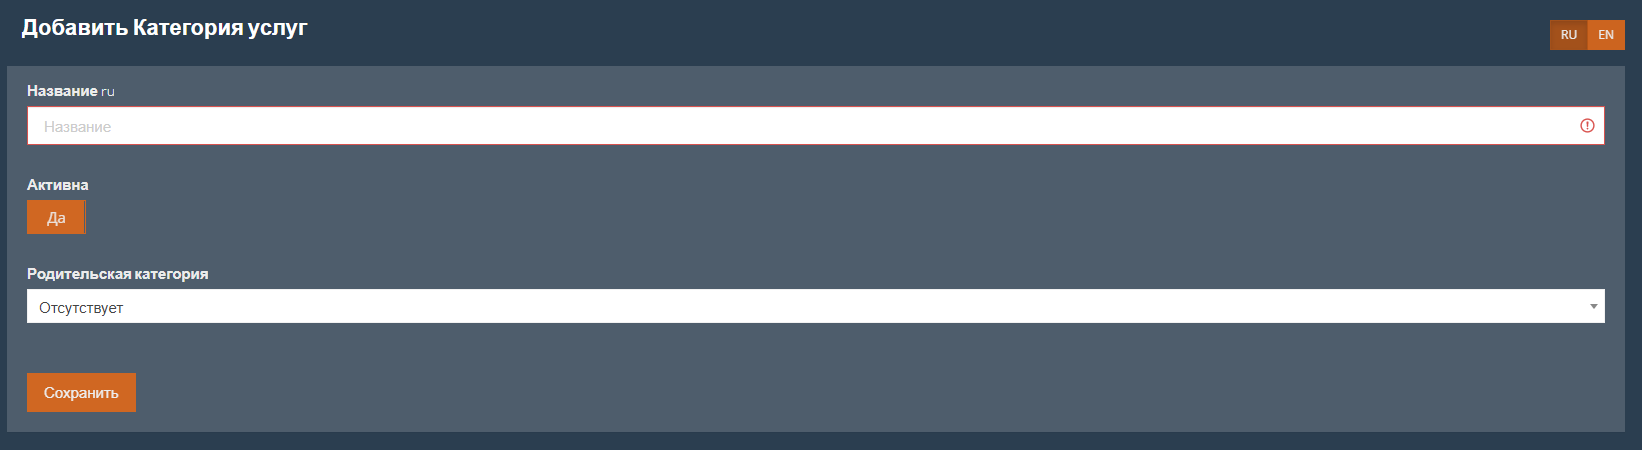 Добавить Категория услуг
RU EN
Название ru
Название
Активна
Да
Родительская категория
Отсутствует
Сохранить